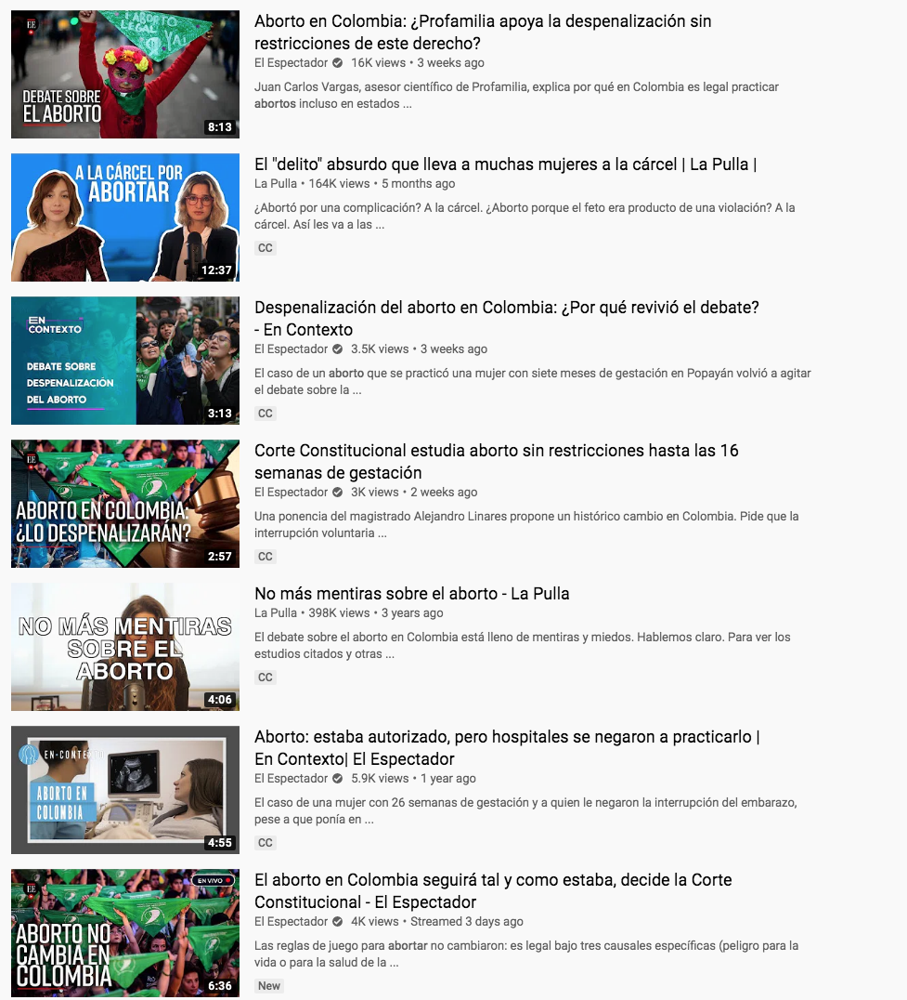 EE
ABORTO
LEGAL
YA!
DEBATE SOBRE
EL ABORTO
8:13
Aborto en Colombia: ¿Profamilia apoya la despenalización sin
restricciones de este derecho?
El Espectador 16K views • 3 weeks ago
Juan Carlos Vargas, asesor científico de Profamilia, explica por qué en Colombia es legal practicar
abortos incluso en estados ...
A LA CÁRCEL POR
ABORTAR
12:37
El "delito" absurdo que lleva a muchas mujeres a la cárcel | La Pulla |
La Pulla • 164K views • 5 months ago
¿Abortó por una complicación? A la cárcel. ¿Aborto porque el feto era producto de una violación? A la
cárcel. Así les va a las ...
CC
EN
CONTEXTO
DEBATE SOBRE
DESPENALIZACIÓN
DEL ABORTO
3:13
Despenalización del aborto en Colombia: ¿Por qué revivió el debate?
- En Contexto
El Espectador 3.5K views • 3 weeks ago
El caso de un aborto que se practicó una mujer con siete meses de gestación en Popayán volvió a agitar
el debate sobre la ...
CC
EE
ABORTO EN COLOMBIA:
¿LO DESPENALIZARÁN?
2:57
Corte Constitucional estudia aborto sin restricciones hasta las 16
semanas de gestación
El Espectador 3K views • 2 weeks ago
Una ponencia del magistrado Alejandro Linares propone un histórico cambio en Colombia. Pide que la
interrupción voluntaria ...
CC
NO MÁS MENTIRAS
SOBRE EL
ABORTO
4:06
No más mentiras sobre el aborto - La Pulla
La Pulla • 398K views • 3 years ago
El debate sobre el aborto en Colombia está lleno de mentiras y miedos. Hablemos claro. Para ver los
estudios citados y otras ...
CC
EN-CONTEXTO
ABORTO EN
COLOMBIA
4:55
Aborto: estaba autorizado, pero hospitales se negaron a practicarlo |
En Contexto| El Espectador
El Espectador 5.9K views • 1 year ago
El caso de una mujer con 26 semanas de gestación y a quien le negaron la interrupción del embarazo,
pese a que ponía en ...
CC
EE
EN VIVO
ABORTO NO
CAMBIA EN
COLOMBIA
6:36
El aborto en Colombia seguirá tal y como estaba, decide la Corte
Constitucional - El Espectador
El Espectador 4K views • Streamed 3 days ago
Las reglas de juego para abortar no cambiaron: es legal bajo tres causales específicas (peligro para la
vida o para la salud de la ...
New